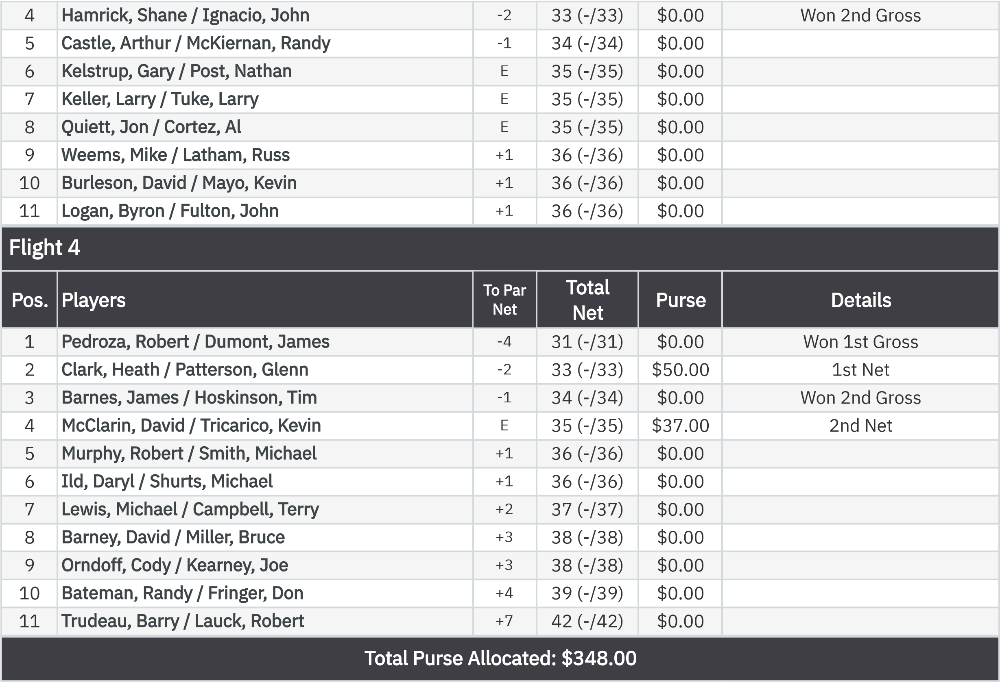 4 Hamrick, Shane / Ignacio, John -2 33 (-/33) $0.00 Won 2nd Gross
5 Castle, Arthur / McKiernan, Randy -1 34 (-/34) $0.00
6 Kelstrup, Gary / Post, Nathan E 35 (-/35) $0.00
7 Keller, Larry / Tuke, Larry E 35 (-/35) $0.00
8 Quiett, Jon / Cortez, Al E 35 (-/35) $0.00
9 Weems, Mike / Latham, Russ +1 36 (-/36) $0.00
10 Burleson, David / Mayo, Kevin +1 36 (-/36) $0.00
11 Logan, Byron / Fulton, John +1 36 (-/36) $0.00
Flight 4
Pos. Players To Par Net Total Net Purse Details
1 Pedroza, Robert / Dumont, James -4 31 (-/31) $0.00 Won 1st Gross
2 Clark, Heath / Patterson, Glenn -2 33 (-/33) $50.00 1st Net
3 Barnes, James / Hoskinson, Tim -1 34 (-/34) $0.00 Won 2nd Gross
4 McClarin, David / Tricarico, Kevin E 35 (-/35) $37.00 2nd Net
5 Murphy, Robert / Smith, Michael +1 36 (-/36) $0.00
6 Ild, Daryl / Shurts, Michael +1 36 (-/36) $0.00
7 Lewis, Michael / Campbell, Terry +2 37 (-/37) $0.00
8 Barney, David / Miller, Bruce +3 38 (-/38) $0.00
9 Orndoff, Cody / Kearney, Joe +3 38 (-/38) $0.00
10 Bateman, Randy / Fringer, Don +4 39 (-/39) $0.00
11 Trudeau, Barry / Lauck, Robert +7 42 (-/42) $0.00
Total Purse Allocated: $348.00